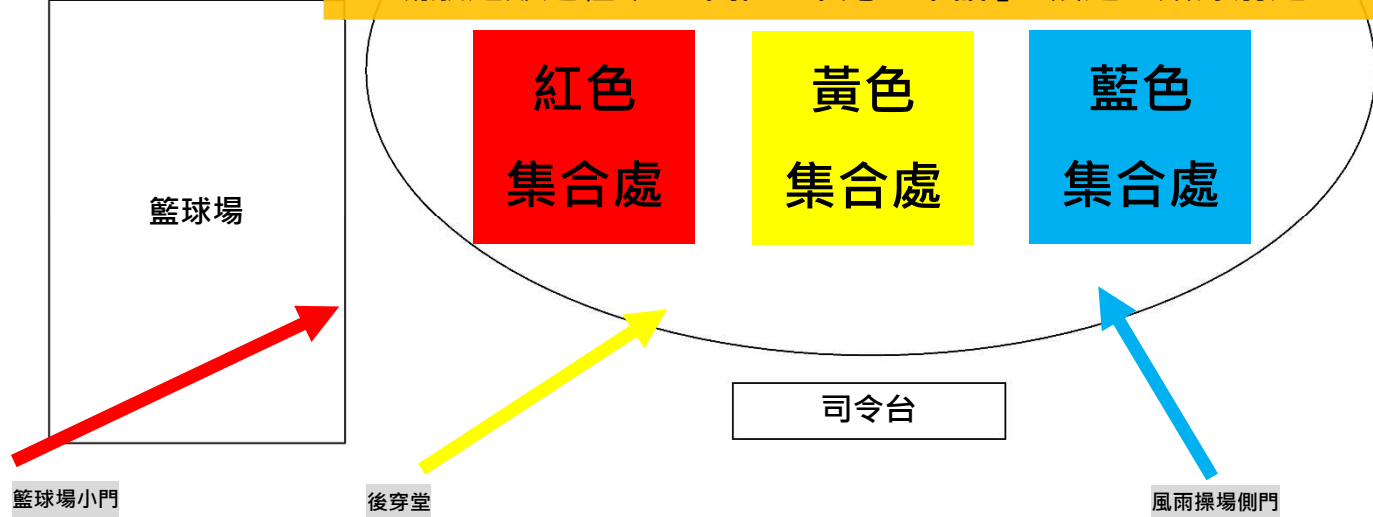 紅色
集合處
黃色
集合處
藍色
集合處
籃球場
司令台
籃球場小門
後穿堂
風雨操場側門